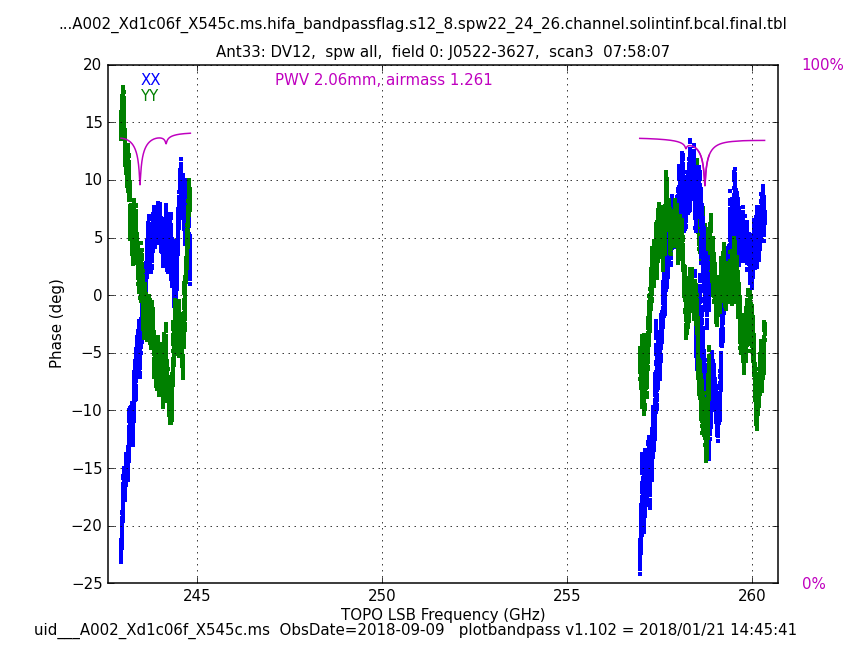 ...A002_Xd1c06f_X545c.ms.hifa_bandpassflag.s12_8.spw22_24_26.channel.solintinf.bcal.final.tbl
Ant33: DV12,  spw all,  field 0: J0522-3627,  scan3  07:58:07
20
100%
XX
PWV 2.06mm, airmass 1.261
YY
15
10
5
0
Phase (deg)
−5
−10
−15
−20
−25
0%
245
250
255
260
TOPO LSB Frequency (GHz)
uid___A002_Xd1c06f_X545c.ms  ObsDate=2018-09-09   plotbandpass v1.102 = 2018/01/21 14:45:41